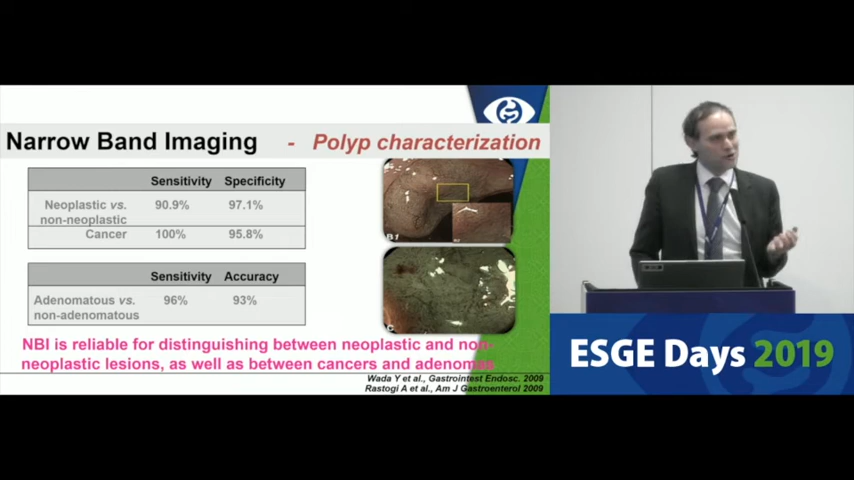 Narrow Band Imaging - Polyp characterization
Sensitivity Specificity
Neoplastic vs. 90.9% 97.1%
non-neoplastic
Cancer 100% 95.8%
Sensitivity Accuracy
Adenomatous vs. 96% 93%
non-adenomatous
NBI is reliable for distinguishing between neoplastic and non-
neoplastic lesions, as well as between cancers and adenomas
Wada Y et al., Gastrointest Endosc. 2009
Rastogi A et al., Am J Gastroenterol 2009
ESGE Days 2019